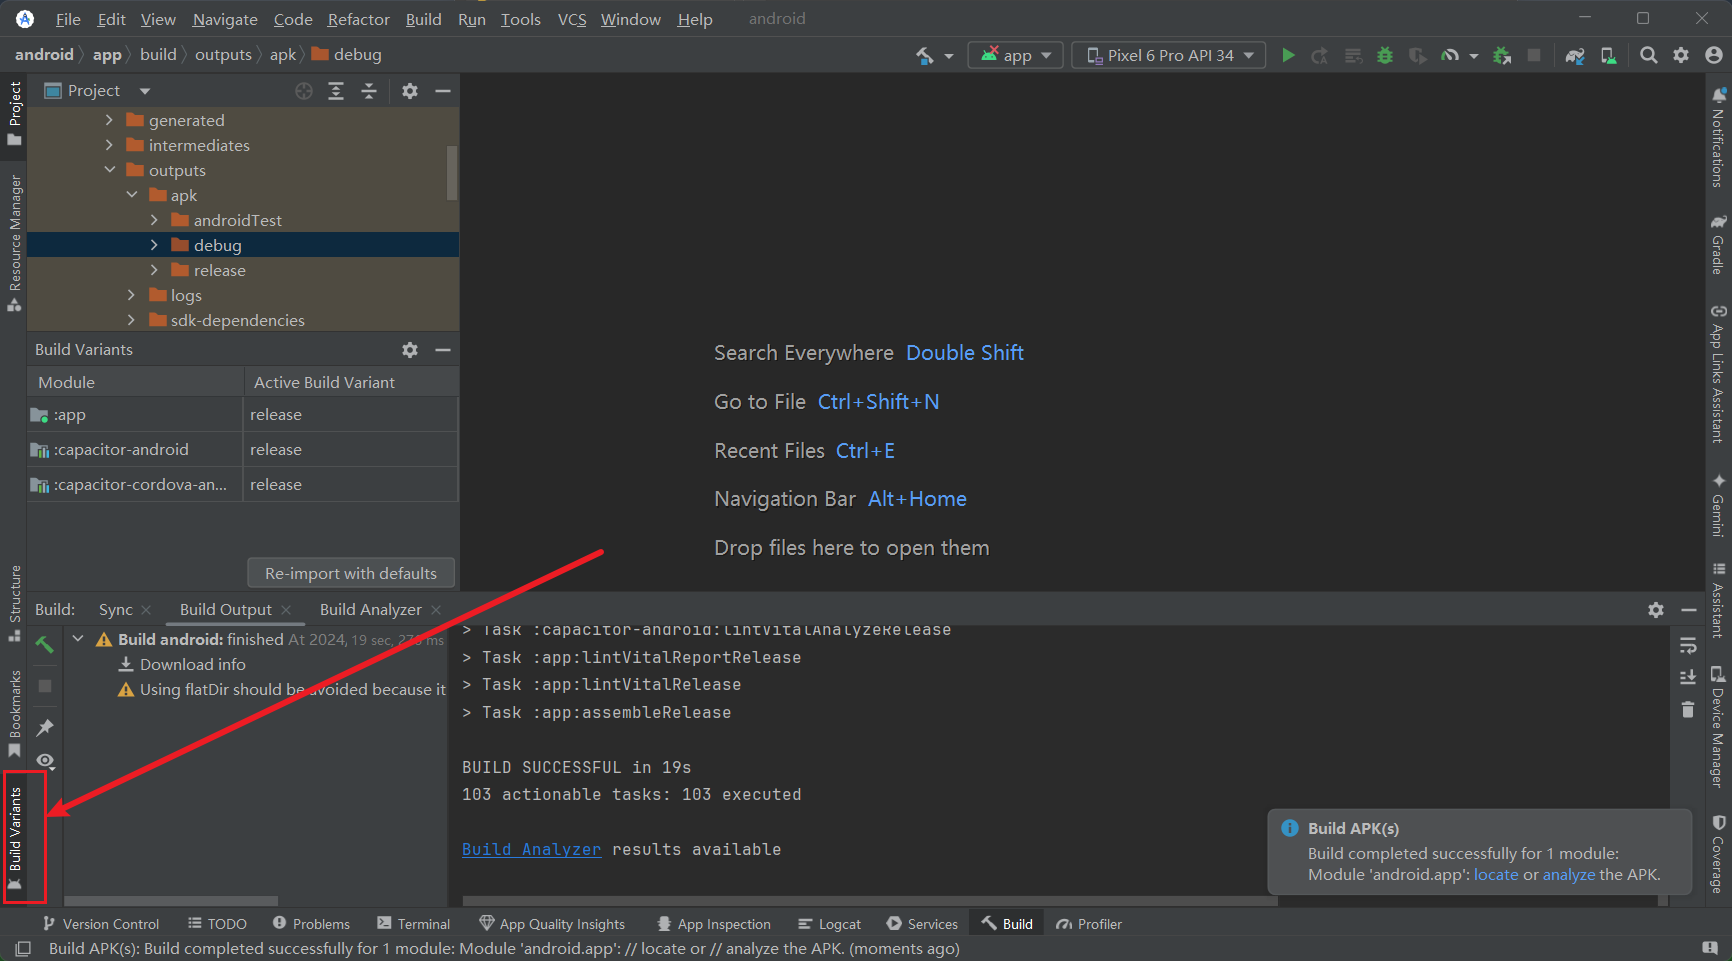 File Edit View Navigate Code Refactor Build Run Tools VCS Window Help android
android app build outputs apk debug
app Pixel 6 Pro API 34
Project
Project
Resource Manager
generated
intermediates
outputs
apk
androidTest
debug
release
logs
sdk-dependencies
Build Variants
Module Active Build Variant
:app release
:capacitor-android release
:capacitor-cordova-an... release
Re-import with defaults
Search Everywhere Double Shift
Go to File Ctrl+Shift+N
Recent Files Ctrl+E
Navigation Bar Alt+Home
Drop files here to open them
Notifications
Gradle
App Links Assistant
Gemini
Assistant
Device Manager
Coverage
Structure
Bookmarks
Build Variants
Build: Sync Build Output Build Analyzer
Build android: finished At 2024, 19 sec, ms
Download info
Using flatDir should be avoided because it
> Task :capacitor-android:lintVitalAnalyzeRelease
> Task :app:lintVitalReportRelease
> Task :app:lintVitalRelease
> Task :app:assembleRelease
BUILD SUCCESSFUL in 19s
103 actionable tasks: 103 executed
Build Analyzer results available
Build APK(s)
Build completed successfully for 1 module:
Module 'android.app': locate or analyze the APK.
Version Control TODO Problems Terminal App Quality Insights App Inspection Logcat Services Build Profiler
Build APK(s): Build completed successfully for 1 module: Module 'android.app': // locate or // analyze the APK. (moments ago)